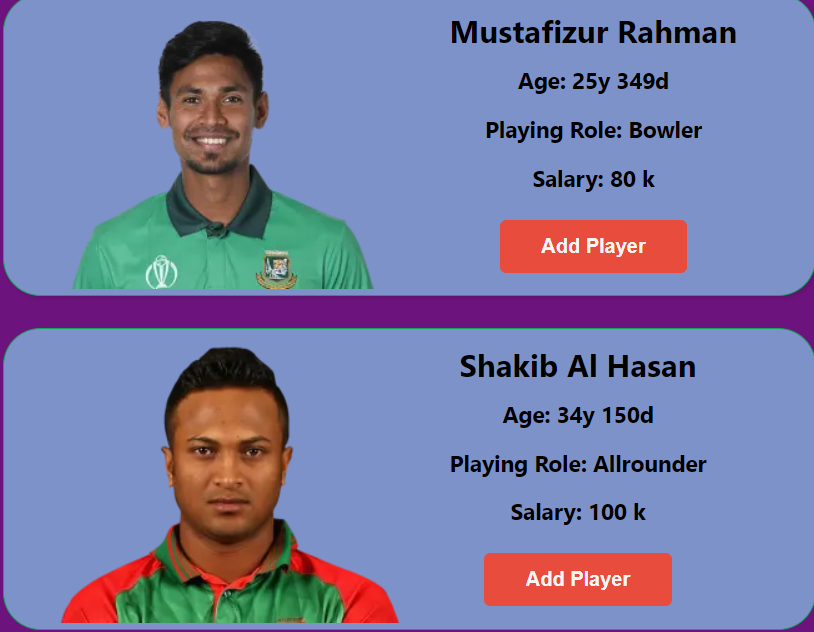 Mustafizur Rahman
Age: 25y 349d
Playing Role: Bowler
Salary: 80 k
Add Player
Shakib Al Hasan
Age: 34y 150d
Playing Role: Allrounder
Salary: 100 k
Add Player